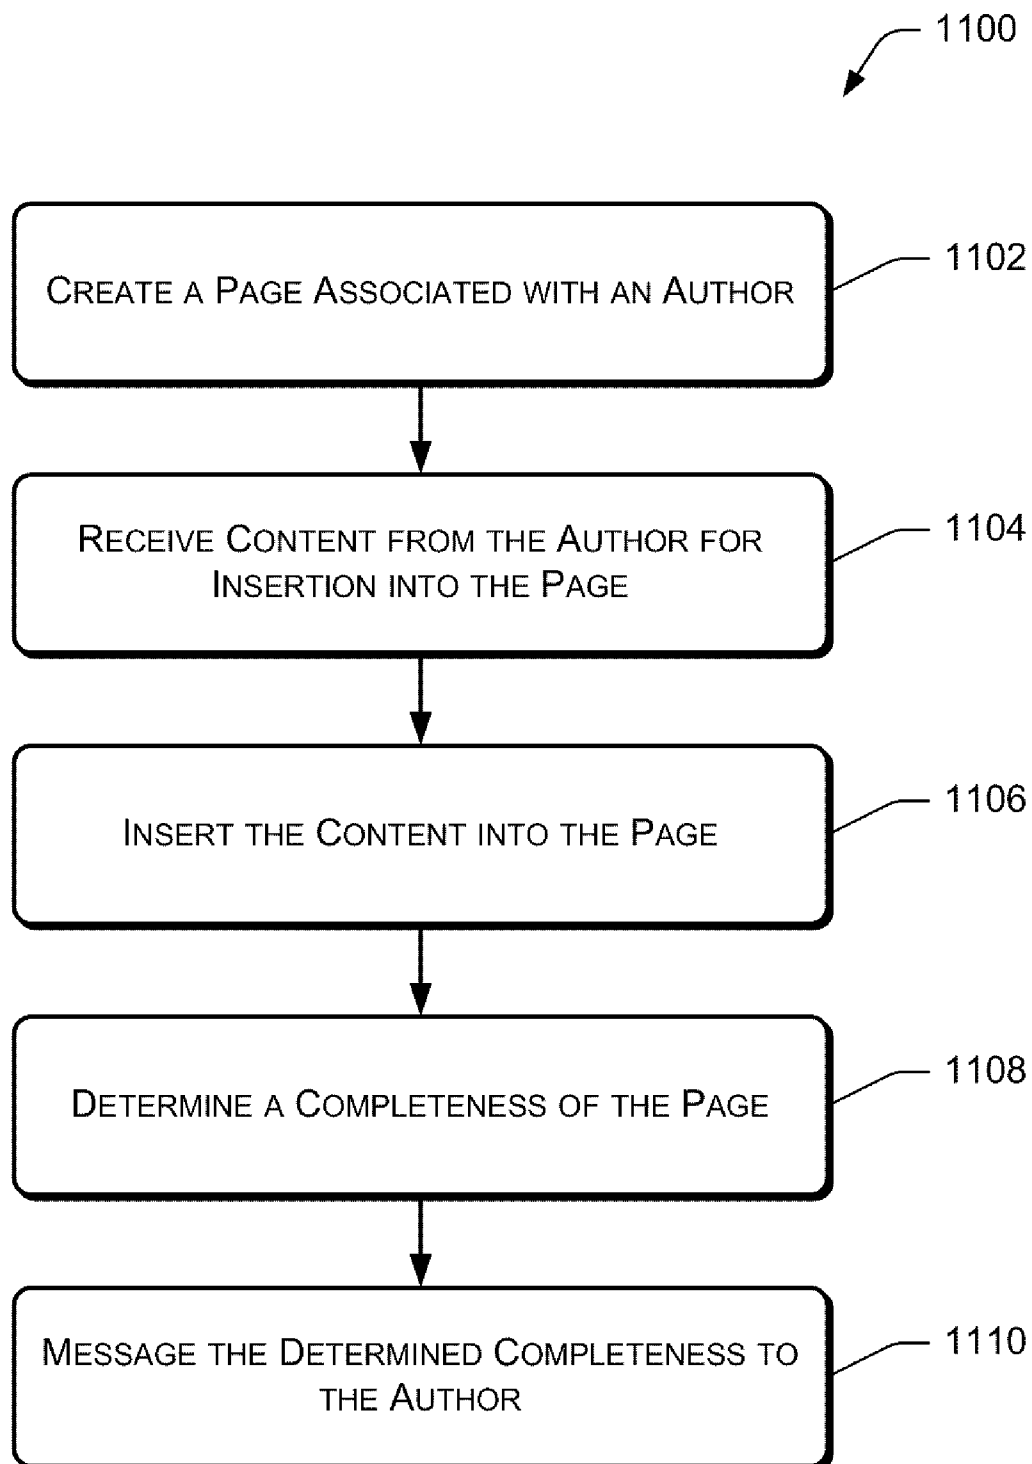 1100
CREATE A PAGE ASSOCIATED WITH AN AUTHOR
1102
RECEIVE CONTENT FROM THE AUTHOR FOR
INSERTION INTO THE PAGE
1104
INSERT THE CONTENT INTO THE PAGE
1106
DETERMINE A COMPLETENESS OF THE PAGE
1108
MESSAGE THE DETERMINED COMPLETENESS TO
THE AUTHOR
1110